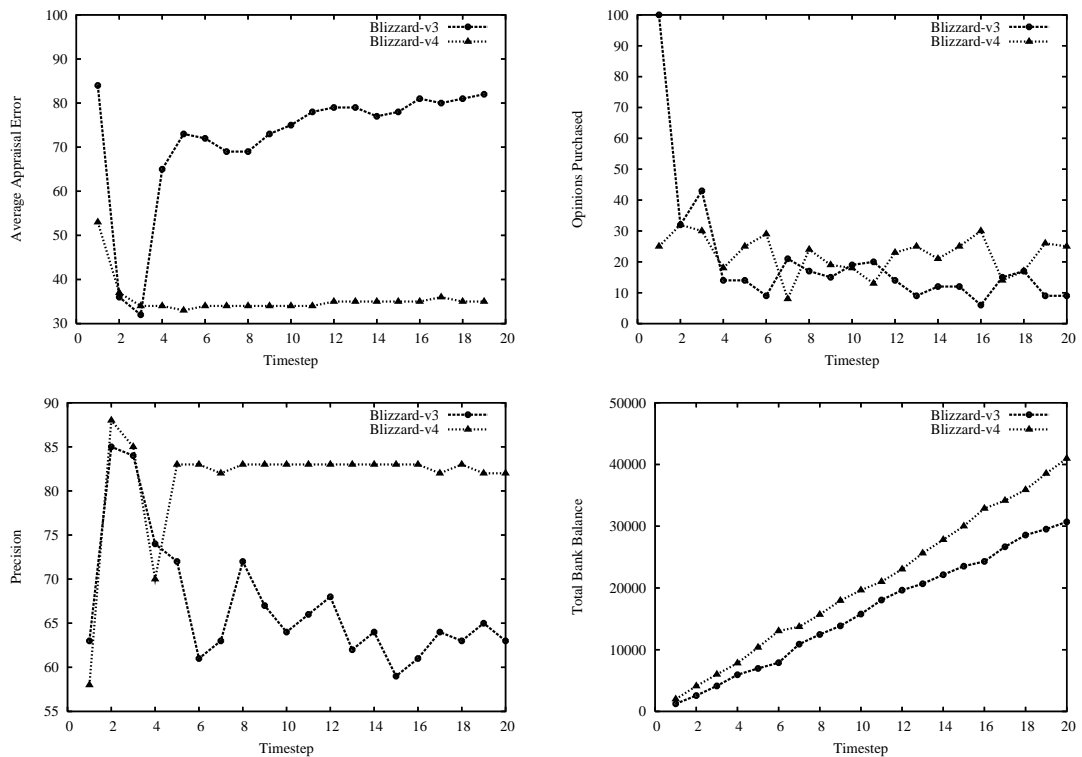 100
90
80
70
60
50
40
30
0 2 4 6 8 10 12 14 16 18 20
Average Appraisal Error
Timestep
Blizzard-v3
Blizzard-v4
100
90
80
70
60
50
40
30
20
10
0
0 2 4 6 8 10 12 14 16 18 20
Opinions Purchased
Timestep
Blizzard-v3
Blizzard-v4
90
85
80
75
70
65
60
55
0 2 4 6 8 10 12 14 16 18 20
Precision
Timestep
Blizzard-v3
Blizzard-v4
50000
40000
30000
20000
10000
0
0 2 4 6 8 10 12 14 16 18 20
Total Bank Balance
Timestep
Blizzard-v3
Blizzard-v4